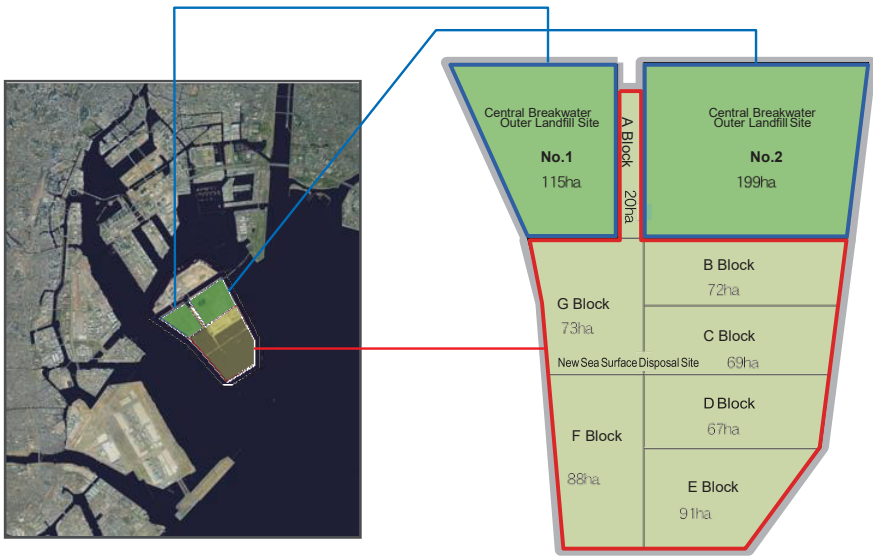 Central Breakwater
Outer Landfill Site
No.1
115ha
A Block
20ha
Central Breakwater
Outer Landfill Site
No.2
199ha
B Block
72ha
G Block
73ha
C Block
69ha
New Sea Surface Disposal Site
D Block
67ha
F Block
88ha
E Block
91ha